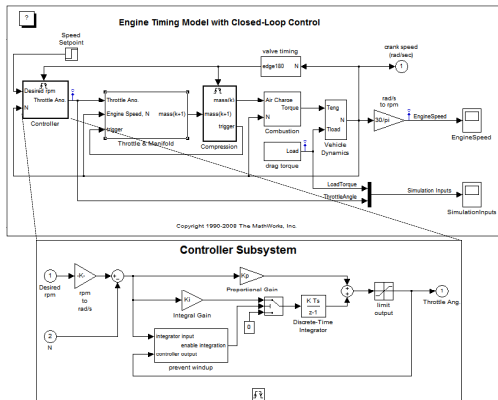 ?
Engine Timing Model with Closed-Loop Control
Speed
Setpoint
valve timing
edge180
N
crank speed
(rad/sec)
1
Desired rpm
Throttle Ang.
N
Controller
Throttle Ang.
Engine Speed, N
mass(k+1)
trigger
Throttle & Manifold
mass(k)
mass(k+1)
trigger
Compression
Air Charge
Torque
N
Combustion
Teng
N
Tload
Vehicle
Dynamics
rad/s
to rpm
30/pi
EngineSpeed
EngineSpeed
Load
drag torque
LoadTorque
ThrottleAngle
Simulation Inputs
SimulationInputs
Copyright 1990-2008 The MathWorks, Inc.
Controller Subsystem
1
Desired
rpm
-K-
rpm
to
rad/s
2
N
Kp
Proportional Gain
Ki
Integral Gain
0
K Ts
z-1
Discrete-Time
Integrator
limit
output
1
Throttle Ang.
integrator input
enable integration
controller output
prevent windup